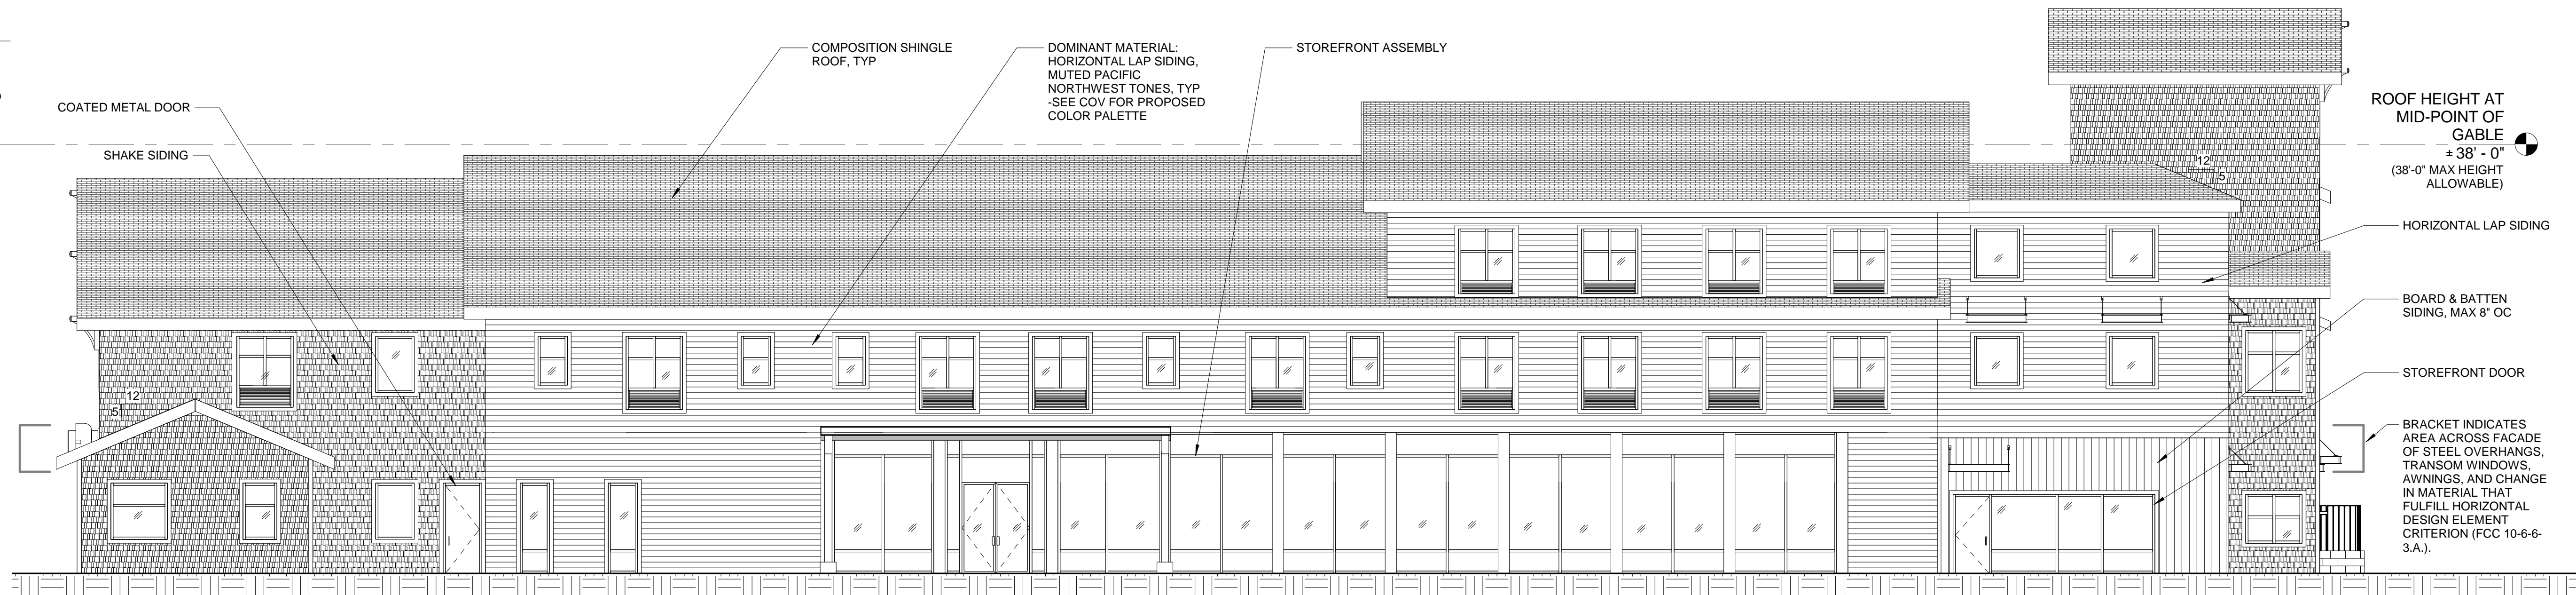 COMPOSITION SHINGLE
ROOF, TYP
DOMINANT MATERIAL:
HORIZONTAL LAP SIDING,
MUTED PACIFIC
NORTHWEST TONES, TYP
-SEE COV FOR PROPOSED
COLOR PALETTE
STOREFRONT ASSEMBLY
COATED METAL DOOR
SHAKE SIDING
ROOF HEIGHT AT
MID-POINT OF
GABLE
± 38' - 0"
(38'-0" MAX HEIGHT
ALLOWABLE)
12
5
HORIZONTAL LAP SIDING
BOARD & BATTEN
SIDING, MAX 8" OC
STOREFRONT DOOR
12
5
BRACKET INDICATES
AREA ACROSS FACADE
OF STEEL OVERHANGS,
TRANSOM WINDOWS,
AWNINGS, AND CHANGE
IN MATERIAL THAT
FULFILL HORIZONTAL
DESIGN ELEMENT
CRITERION (FCC 10-6-6-
3.A.).